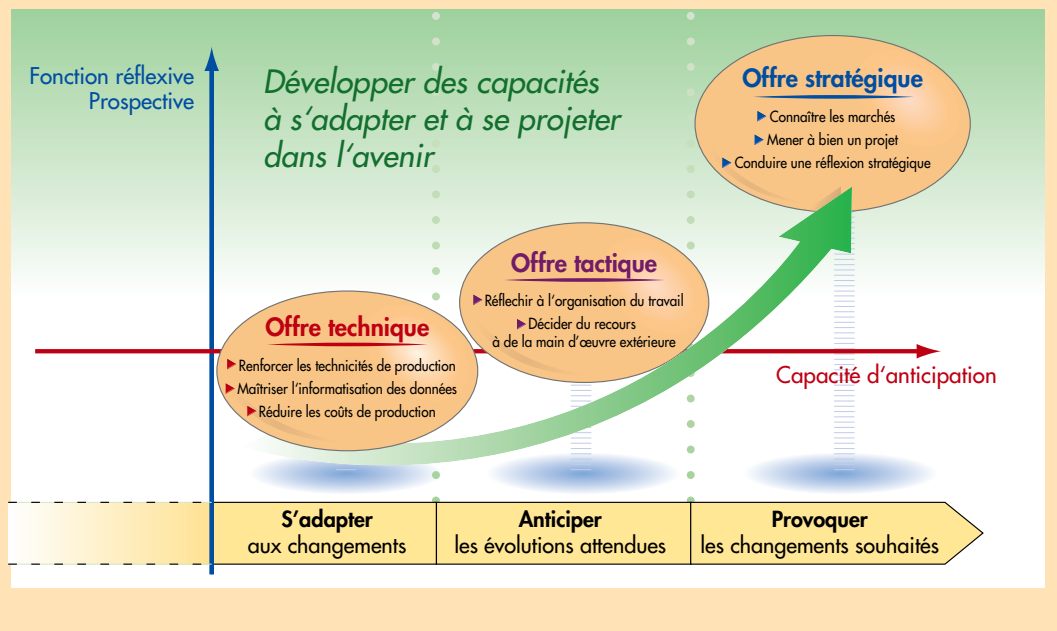 Fonction réflexive
Prospective
Développer des capacités
à s'adapter et à se projeter
dans l'avenir
Offre stratégique
Connaître les marchés
Mener à bien un projet
Conduire une réflexion stratégique
Offre tactique
Réflechir à l'organisation du travail
Décider du recours
à de la main d'œuvre extérieure
Offre technique
Renforcer les technicités de production
Maîtriser l'informatisation des données
Réduire les coûts de production
Capacité d'anticipation
S'adapter
aux changements
Anticiper
les évolutions attendues
Provoquer
les changements souhaités